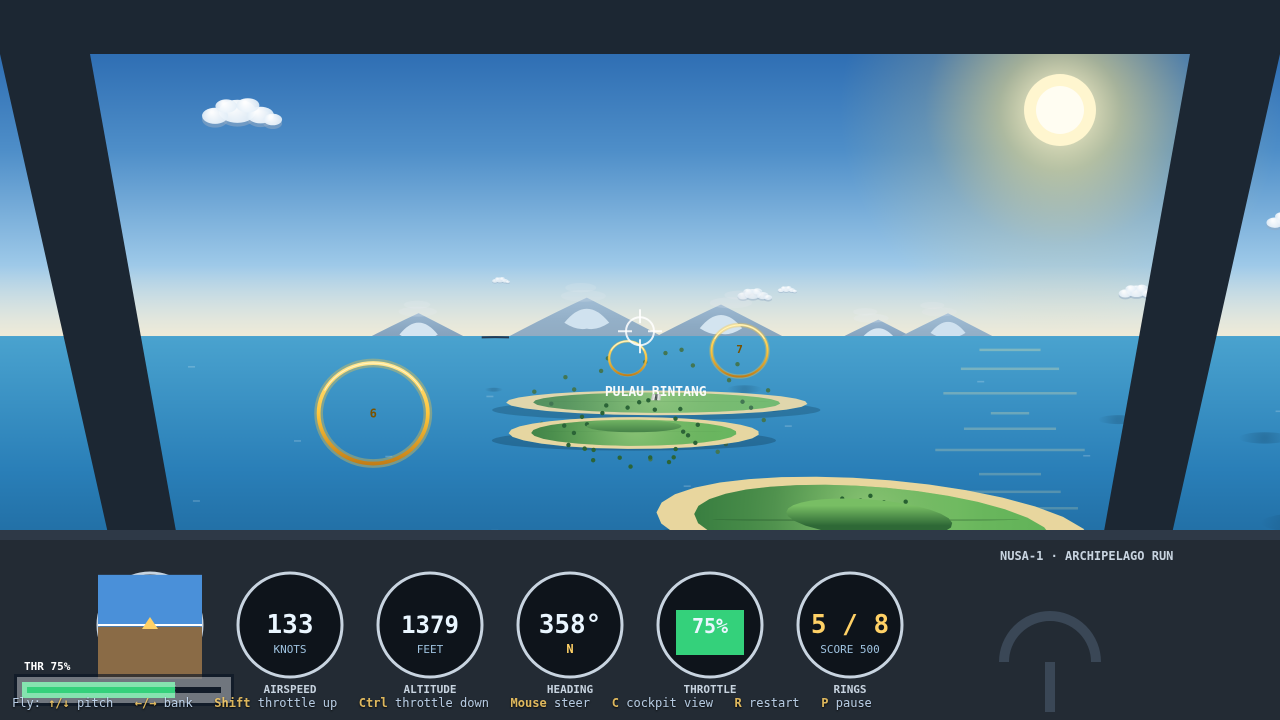 7
PULAU RINTANG
6
NUSA-1 · ARCHIPELAGO RUN
133
KNOTS
1379
FEET
358°
N
75%
5 / 8
SCORE 500
THR 75%
AIRSPEED
ALTITUDE
HEADING
THROTTLE
RINGS
Fly: ↑/↓ pitch ←/→ bank Shift throttle up Ctrl throttle down Mouse steer C cockpit view R restart P pause